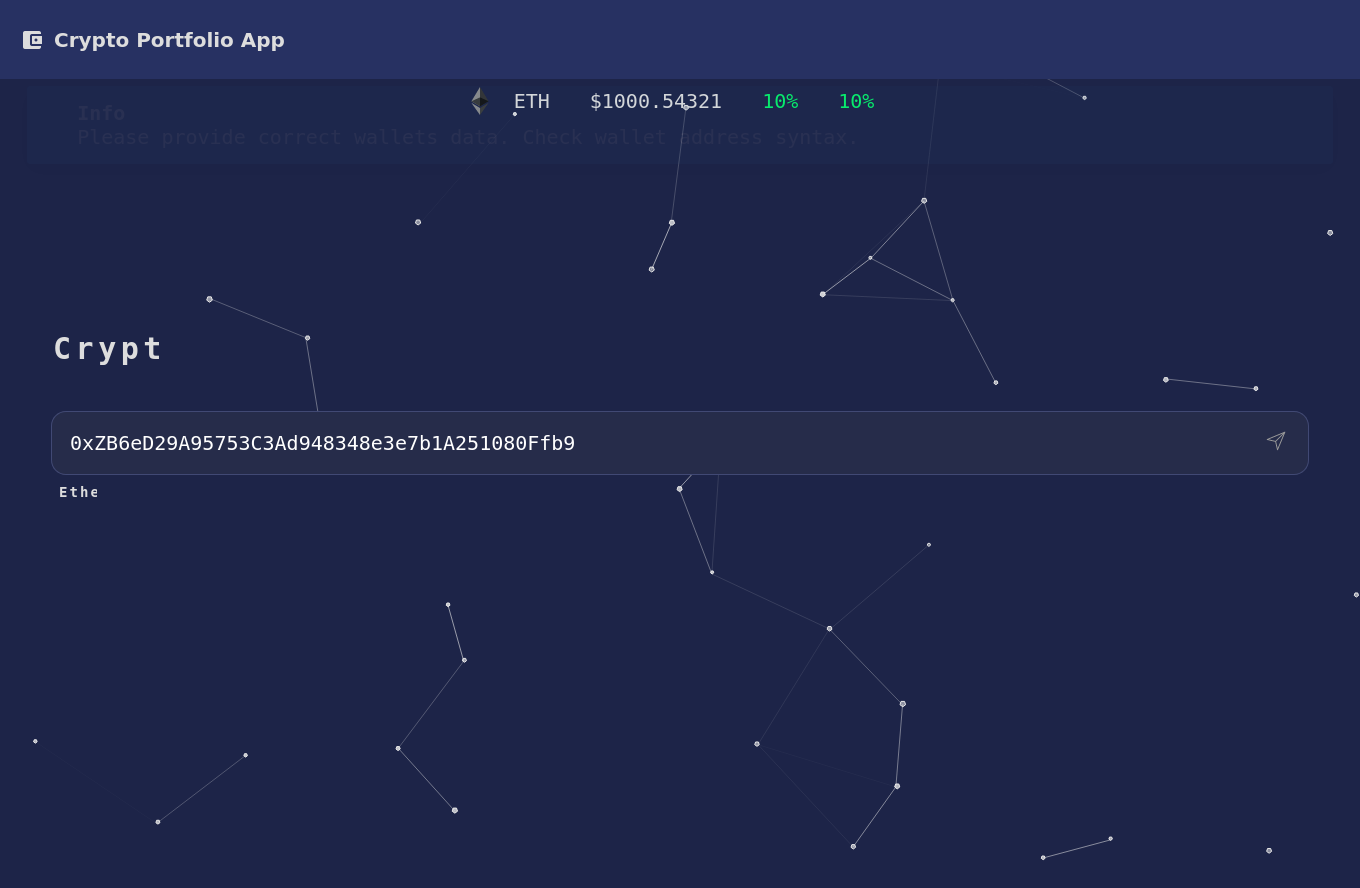 Crypto Portfolio App
ETH $1000.54321 10% 10%
Info
Please provide correct wallets data. Check wallet address syntax.
Crypt
0xZB6eD29A95753C3Ad948348e3e7b1A251080Ffb9
Ethe